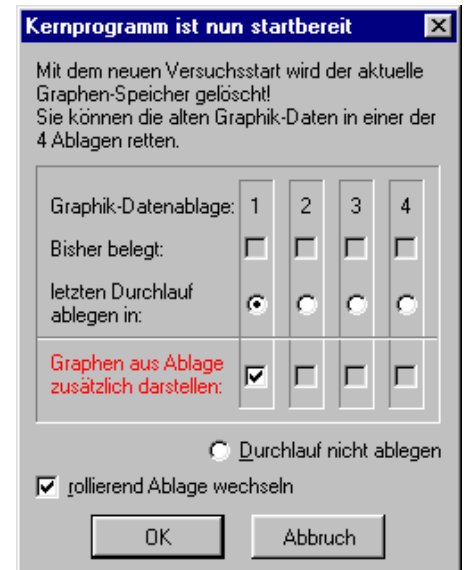 Kernprogramm ist nun startbereit
Mit dem neuen Versuchsstart wird der aktuelle
Graphen-Speicher gelöscht!
Sie können die alten Graphik-Daten in einer der
4 Ablagen retten.
Graphik-Datenablage: 1 2 3 4
Bisher belegt:
letzten Durchlauf
ablegen in:
Graphen aus Ablage
zusätzlich darstellen:
Durchlauf nicht ablegen
rollierend Ablage wechseln
OK Abbruch